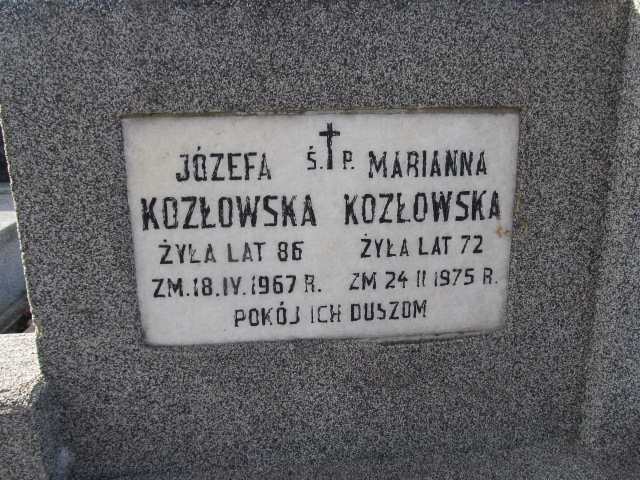 Ś. P.
JÓZEFA MARIANNA
KOZŁOWSKA KOZŁOWSKA
ŻYŁA LAT 86 ŻYŁA LAT 72
ZM.18.IV.1967 R. ZM 24 II 1975 R.
POKÓJ ICH DUSZOM